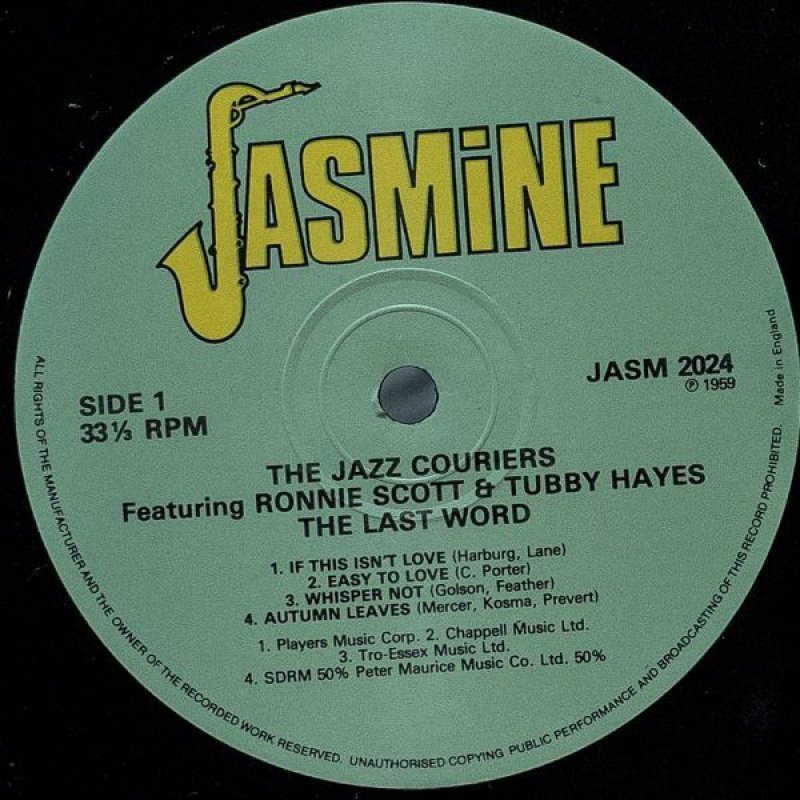 JASMiNE
SIDE 1
33⅓ RPM
JASM 2024
℗ 1959
Made in England
THE JAZZ COURIERS
Featuring RONNIE SCOTT & TUBBY HAYES
THE LAST WORD
1. IF THIS ISN'T LOVE (Harburg, Lane)
2. EASY TO LOVE (C. Porter)
3. WHISPER NOT (Golson, Feather)
4. AUTUMN LEAVES (Mercer, Kosma, Prevert)
1. Players Music Corp. 2. Chappell Music Ltd.
3. Tro-Essex Music Ltd.
4. SDRM 50% Peter Maurice Music Co. Ltd. 50%
ALL RIGHTS OF THE MANUFACTURER AND THE OWNER OF THE RECORDED WORK RESERVED. UNAUTHORISED COPYING PUBLIC PERFORMANCE AND BROADCASTING OF THIS RECORD PROHIBITED.